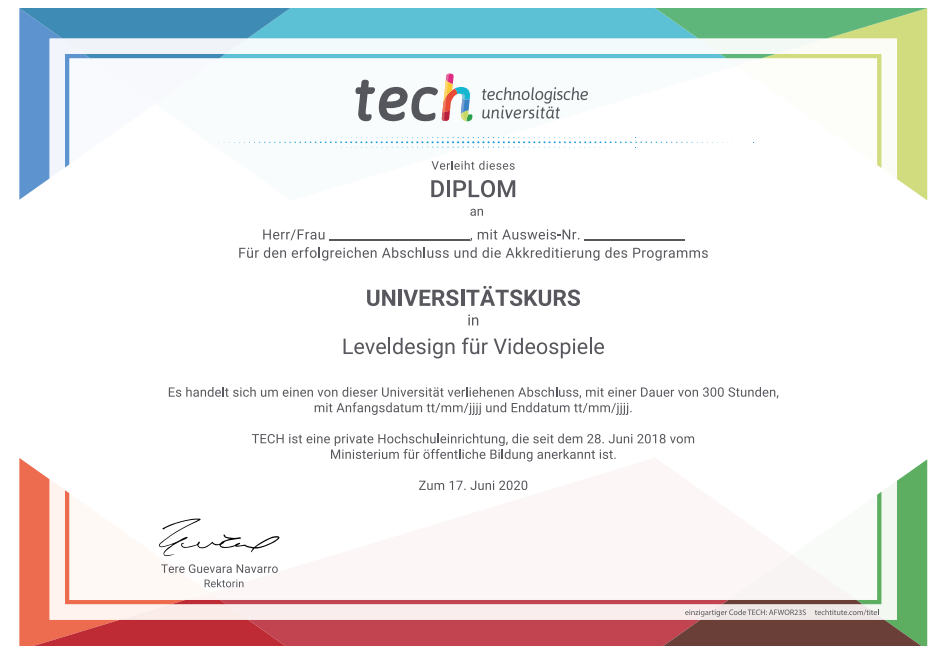 tech technologische
universität
Verleiht dieses
DIPLOM
an
Herr/Frau ____________, mit Ausweis-Nr. ____________
Für den erfolgreichen Abschluss und die Akkreditierung des Programms
UNIVERSITÄTSKURS
in
Leveldesign für Videospiele
Es handelt sich um einen von dieser Universität verliehenen Abschluss, mit einer Dauer von 300 Stunden,
mit Anfangsdatum tt/mm/jjjj und Enddatum tt/mm/jjjj.
TECH ist eine private Hochschuleinrichtung, die seit dem 28. Juni 2018 vom
Ministerium für öffentliche Bildung anerkannt ist.
Zum 17. Juni 2020
Tere Guevara Navarro
Rektorin
einzigartiger Code TECH: AFWOR23S techtitute.com/titel